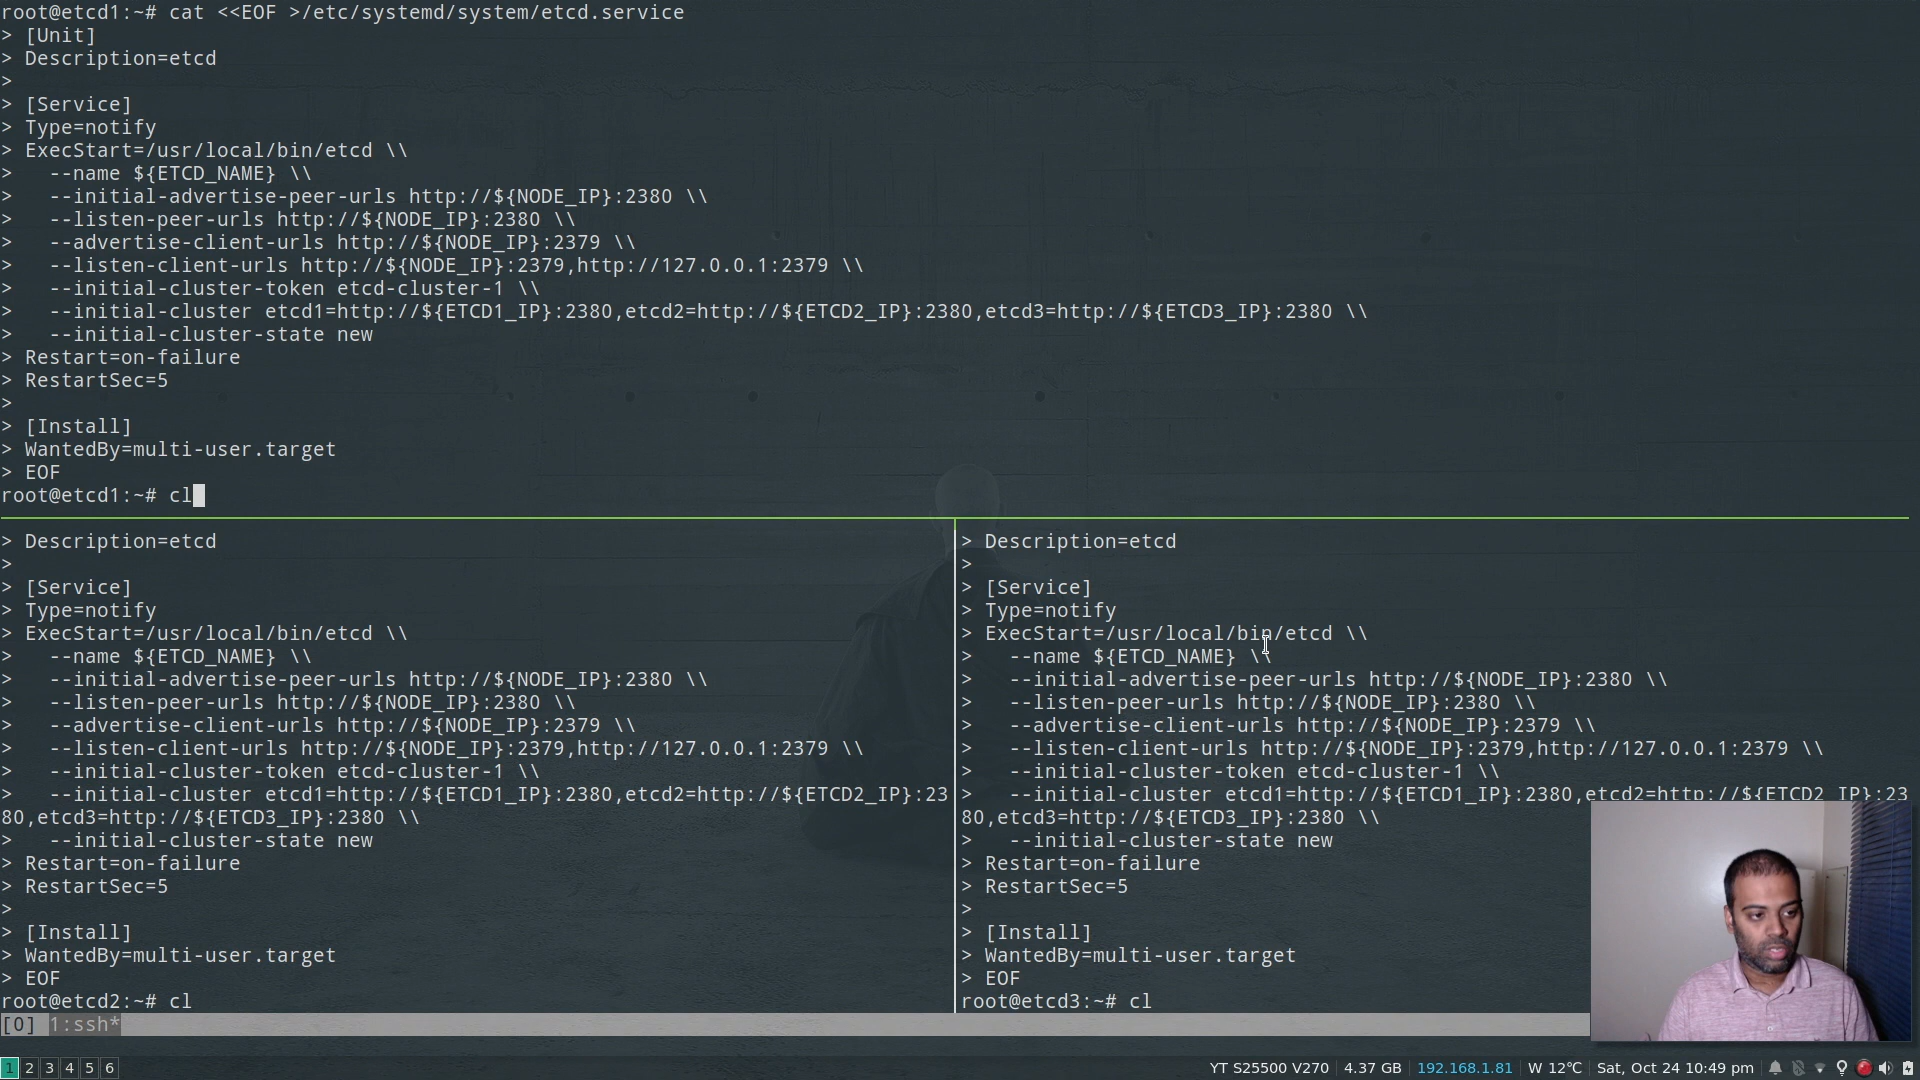 root@etcd1:~# cat <<EOF >/etc/systemd/system/etcd.service
> [Unit]
> Description=etcd
>
> [Service]
> Type=notify
> ExecStart=/usr/local/bin/etcd \\
>   --name ${ETCD_NAME} \\
>   --initial-advertise-peer-urls http://${NODE_IP}:2380 \\
>   --listen-peer-urls http://${NODE_IP}:2380 \\
>   --advertise-client-urls http://${NODE_IP}:2379 \\
>   --listen-client-urls http://${NODE_IP}:2379,http://127.0.0.1:2379 \\
>   --initial-cluster-token etcd-cluster-1 \\
>   --initial-cluster etcd1=http://${ETCD1_IP}:2380,etcd2=http://${ETCD2_IP}:2380,etcd3=http://${ETCD3_IP}:2380 \\
>   --initial-cluster-state new
> Restart=on-failure
> RestartSec=5
>
> [Install]
> WantedBy=multi-user.target
> EOF
root@etcd1:~# cl
> Description=etcd
>
> [Service]
> Type=notify
> ExecStart=/usr/local/bin/etcd \\
>   --name ${ETCD_NAME} \\
>   --initial-advertise-peer-urls http://${NODE_IP}:2380 \\
>   --listen-peer-urls http://${NODE_IP}:2380 \\
>   --advertise-client-urls http://${NODE_IP}:2379 \\
>   --listen-client-urls http://${NODE_IP}:2379,http://127.0.0.1:2379 \\
>   --initial-cluster-token etcd-cluster-1 \\
>   --initial-cluster etcd1=http://${ETCD1_IP}:2380,etcd2=http://${ETCD2_IP}:23
80,etcd3=http://${ETCD3_IP}:2380 \\
>   --initial-cluster-state new
> Restart=on-failure
> RestartSec=5
>
> [Install]
> WantedBy=multi-user.target
> EOF
root@etcd2:~# cl
> Description=etcd
>
> [Service]
> Type=notify
> ExecStart=/usr/local/bin/etcd \\
>   --name ${ETCD_NAME} \\
>   --initial-advertise-peer-urls http://${NODE_IP}:2380 \\
>   --listen-peer-urls http://${NODE_IP}:2380 \\
>   --advertise-client-urls http://${NODE_IP}:2379 \\
>   --listen-client-urls http://${NODE_IP}:2379,http://127.0.0.1:2379 \\
>   --initial-cluster-token etcd-cluster-1 \\
>   --initial-cluster etcd1=http://${ETCD1_IP}:2380,etcd2=http://${ETCD2_IP}:23
80,etcd3=http://${ETCD3_IP}:2380 \\
>   --initial-cluster-state new
> Restart=on-failure
> RestartSec=5
>
> [Install]
> WantedBy=multi-user.target
> EOF
root@etcd3:~# cl
[0] 1:ssh*
1 2 3 4 5 6 YT S25500 V270 4.37 GB 192.168.1.81 W 12℃ Sat, Oct 24 10:49 pm